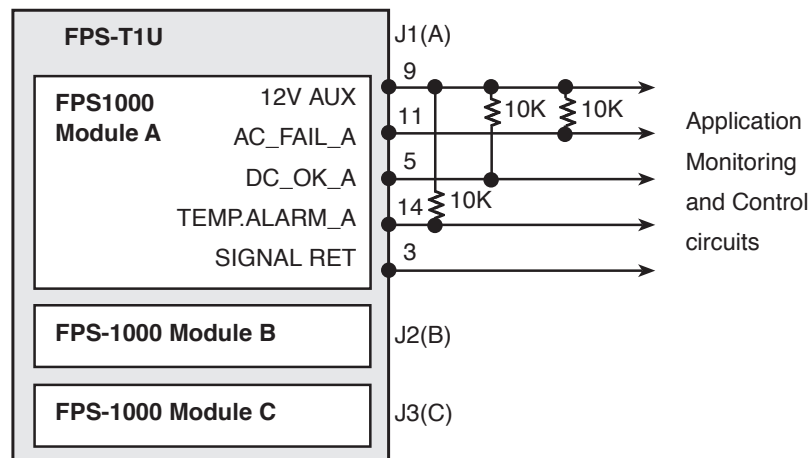 FPS-T1U
J1(A)
FPS1000
Module A
12V AUX
9
AC_FAIL_A
11
DC_OK_A
5
TEMP.ALARM_A
14
SIGNAL RET
3
10K
10K
10K
Application
Monitoring
and Control
circuits
FPS-1000 Module B
J2(B)
FPS-1000 Module C
J3(C)